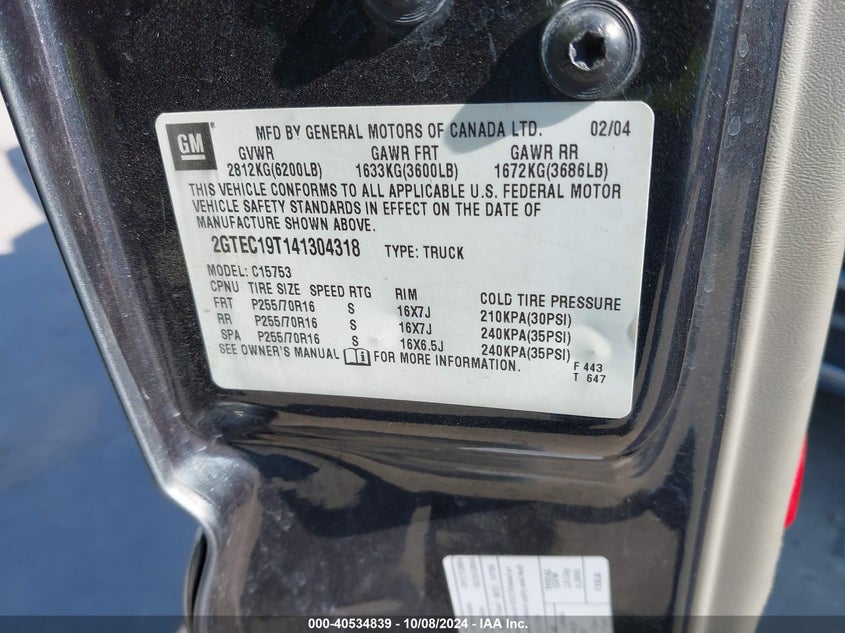 GM ® MFD BY GENERAL MOTORS OF CANADA LTD. 02/04
GVWR GAWR FRT GAWR RR
2812KG(6200LB) 1633KG(3600LB) 1672KG(3686LB)
THIS VEHICLE CONFORMS TO ALL APPLICABLE U.S. FEDERAL MOTOR
VEHICLE SAFETY STANDARDS IN EFFECT ON THE DATE OF
MANUFACTURE SHOWN ABOVE.
2GTEC19T141304318 TYPE: TRUCK
MODEL: C15753
CPNU TIRE SIZE SPEED RTG RIM COLD TIRE PRESSURE
FRT P255/70R16 S 16X7J 210KPA(30PSI)
RR P255/70R16 S 16X7J 240KPA(35PSI)
SPA P255/70R16 S 16X6.5J 240KPA(35PSI)
SEE OWNER'S MANUAL FOR MORE INFORMATION.
F 443
T 647
000-40534839 - 10/08/2024 - IAA Inc.